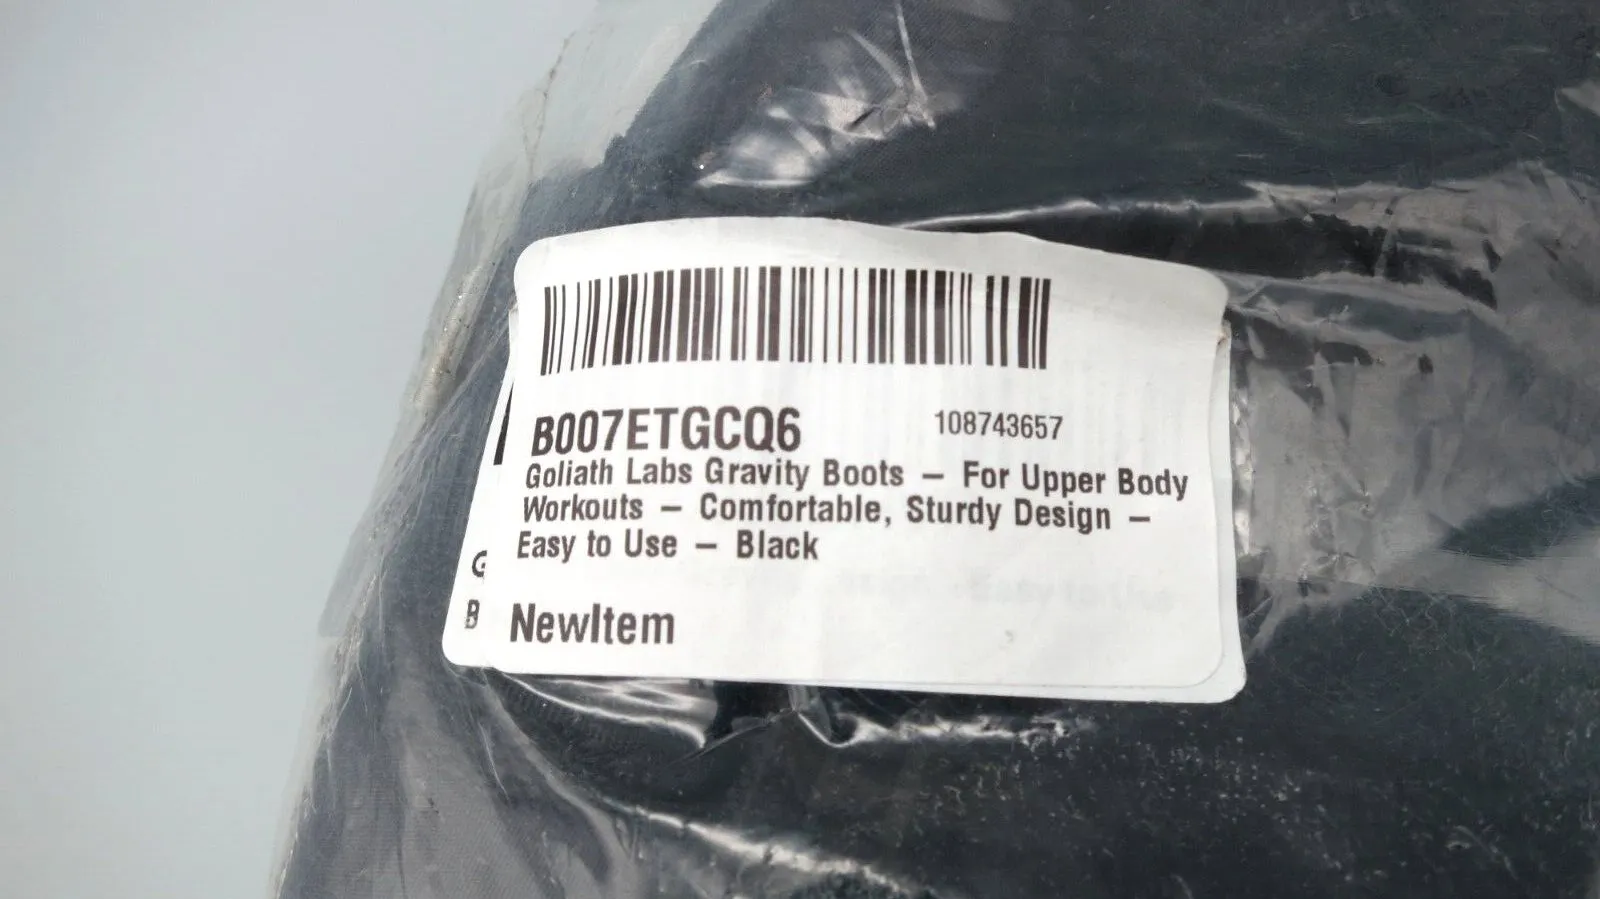 B007ETGCQ6
108743657
Goliath Labs Gravity Boots – For Upper Body
Workouts – Comfortable, Sturdy Design –
Easy to Use – Black
G
B
NewItem